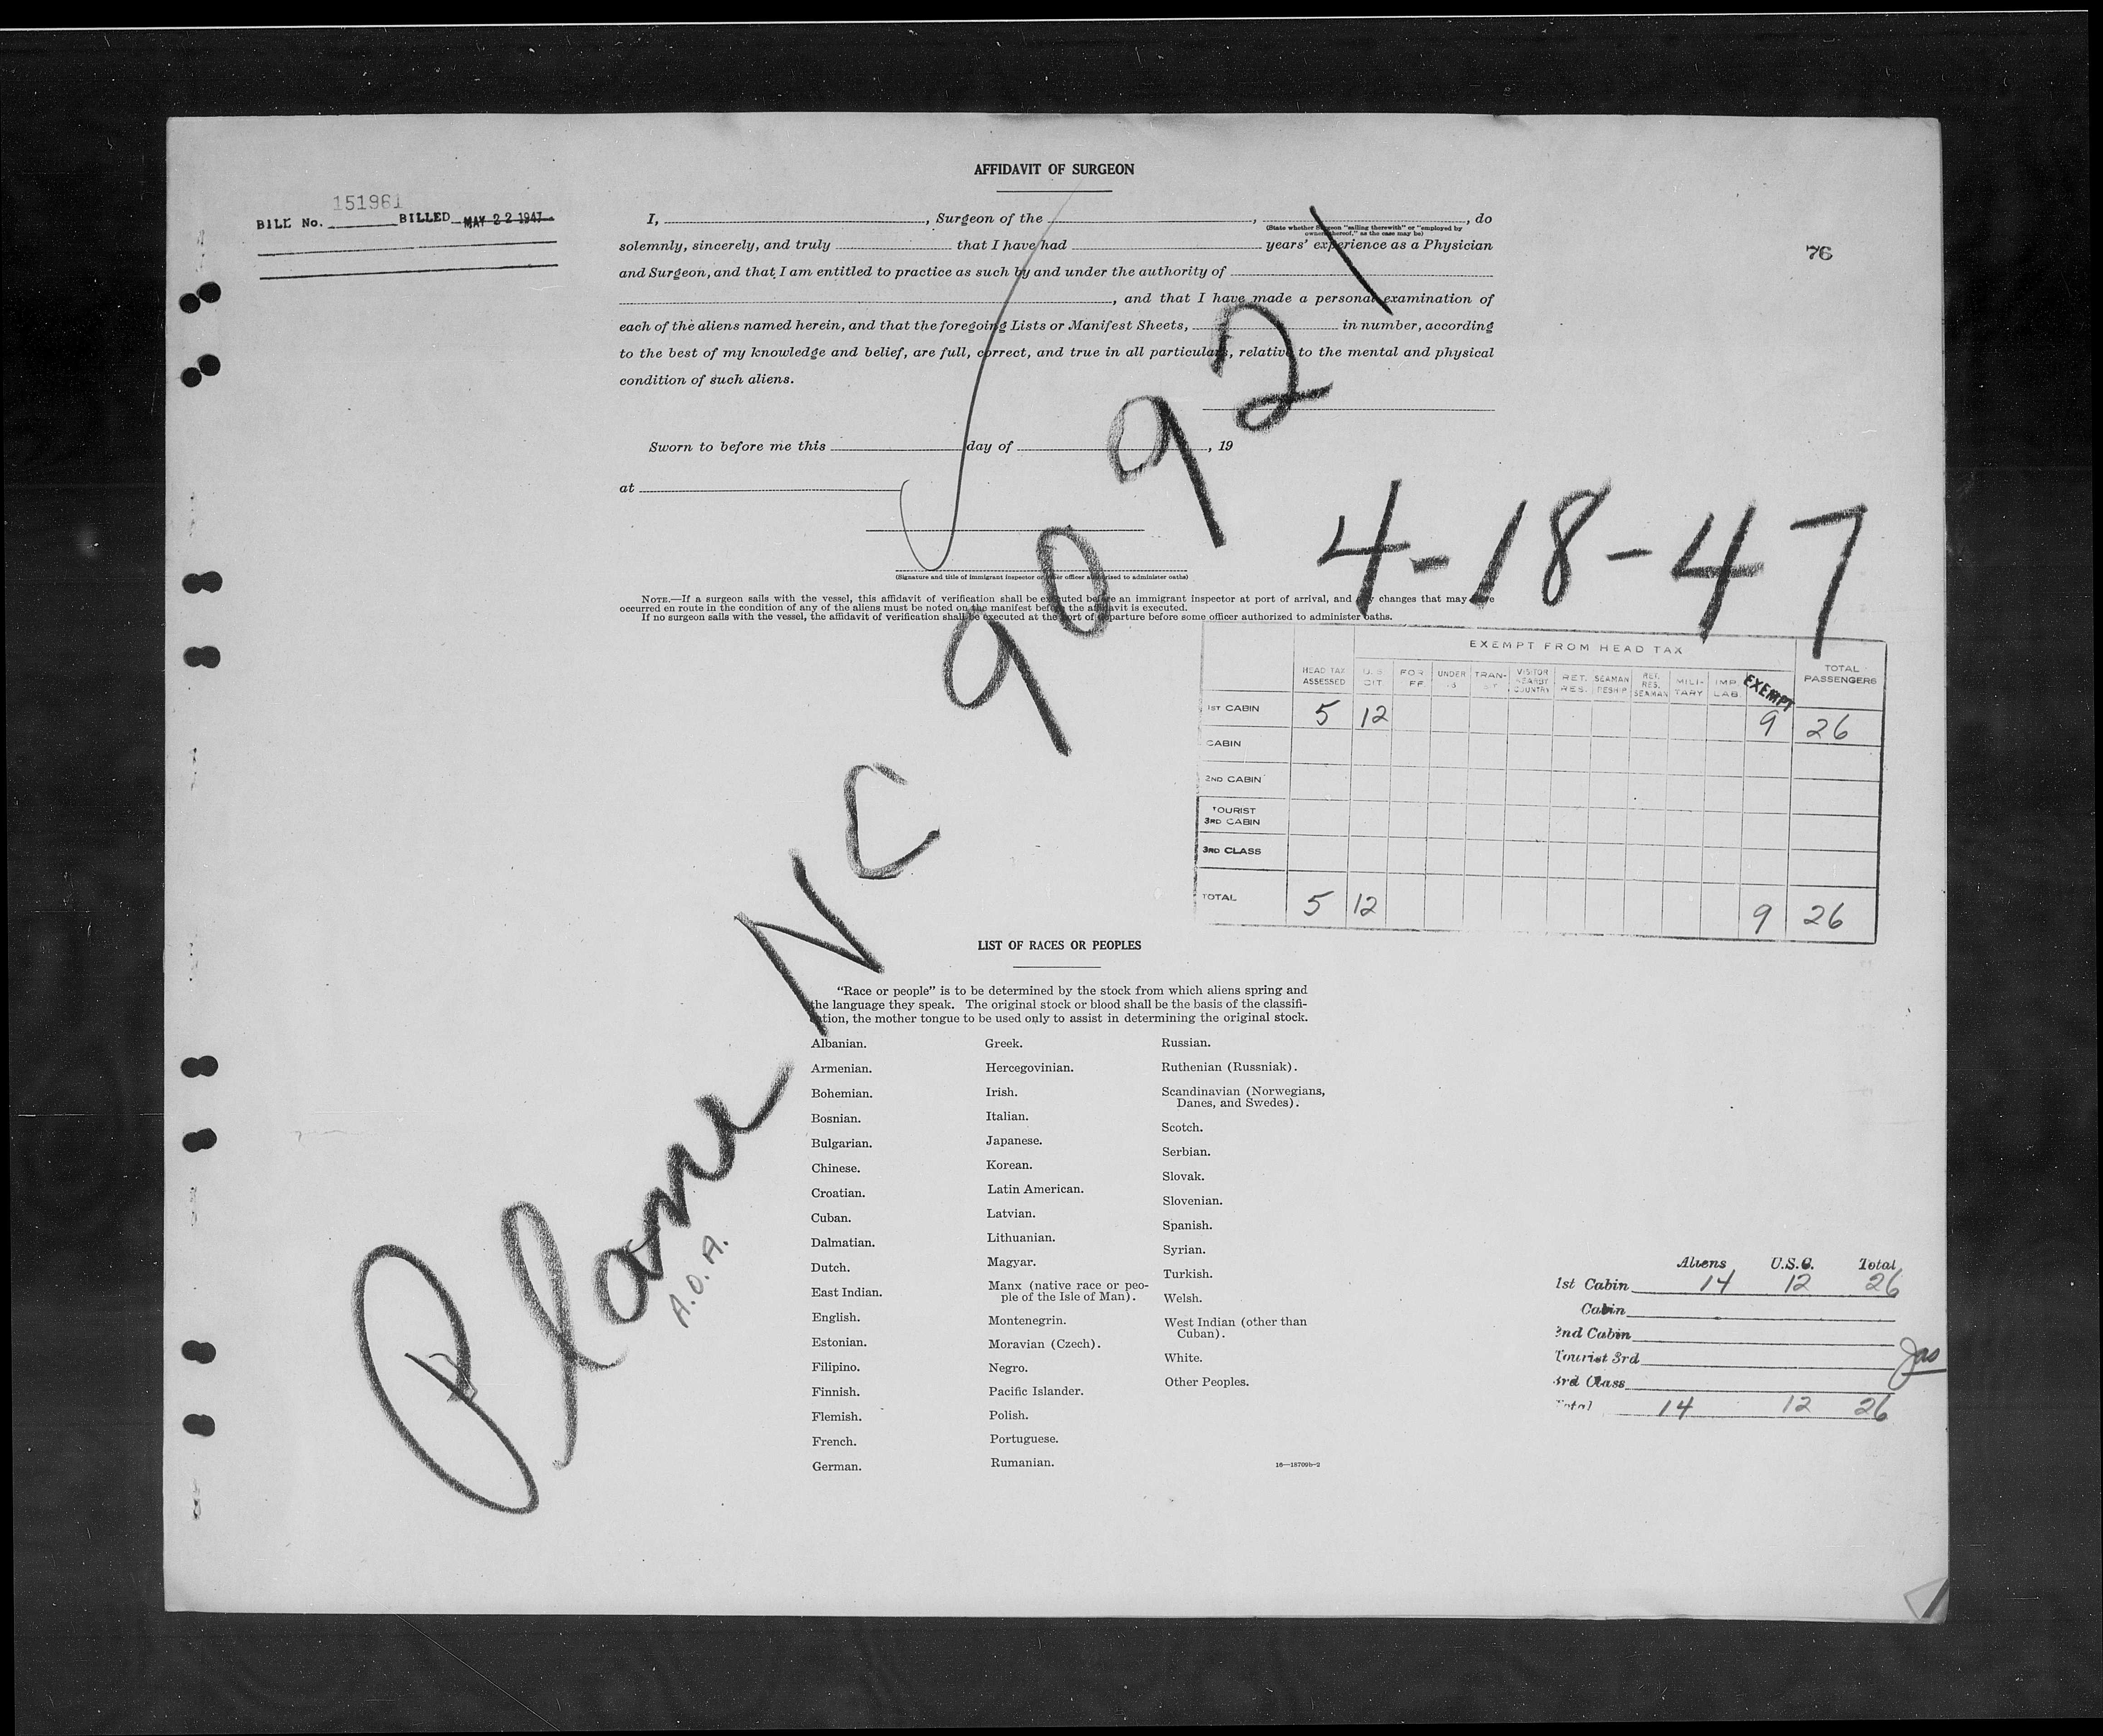 AFFIDAVIT OF SURGEON
BILL No. 151961 BILLED MAY 22 1947
76
I, , Surgeon of the , , do
(State whether Surgeon "sailing therewith" or "employed by
owners thereof," as the case may be)
solemnly, sincerely, and truly that I have had years' experience as a Physician
and Surgeon, and that I am entitled to practice as such by and under the authority of
, and that I have made a personal examination of
each of the aliens named herein, and that the foregoing Lists or Manifest Sheets, in number, according
to the best of my knowledge and belief, are full, correct, and true in all particulars, relative to the mental and physical
condition of such aliens.
Sworn to before me this day of , 19
at
(Signature and title of immigrant inspector or other officer authorized to administer oaths)
NOTE.—If a surgeon sails with the vessel, this affidavit of verification shall be executed before an immigrant inspector at port of arrival, and any changes that may have
occurred en route in the condition of any of the aliens must be noted on the manifest before the affidavit is executed.
If no surgeon sails with the vessel, the affidavit of verification shall be executed at the port of departure before some officer authorized to administer oaths.
Plane NC 90921
A.O.A.
4-18-47
EXEMPT FROM HEAD TAX
HEAD TAX ASSESSED U.S. CIT. FOR FF UNDER TRAN- VISITOR NEARBY COUNTRY RET. RES. SEAMAN RET. RES. SEAMAN MILI- TARY IMP LAB EXEMPT TOTAL PASSENGERS
1ST CABIN 5 12 9 26
CABIN
2ND CABIN
TOURIST
3RD CABIN
3RD CLASS
TOTAL 5 12 9 26
LIST OF RACES OR PEOPLES
"Race or people" is to be determined by the stock from which aliens spring and
the language they speak. The original stock or blood shall be the basis of the classifi-
cation, the mother tongue to be used only to assist in determining the original stock.
Albanian.
Armenian.
Bohemian.
Bosnian.
Bulgarian.
Chinese.
Croatian.
Cuban.
Dalmatian.
Dutch.
East Indian.
English.
Estonian.
Filipino.
Finnish.
Flemish.
French.
German.
Greek.
Hercegovinian.
Irish.
Italian.
Japanese.
Korean.
Latin American.
Latvian.
Lithuanian.
Magyar.
Manx (native race or peo-
ple of the Isle of Man).
Montenegrin.
Moravian (Czech).
Negro.
Pacific Islander.
Polish.
Portuguese.
Rumanian.
Russian.
Ruthenian (Russniak).
Scandinavian (Norwegians,
Danes, and Swedes).
Scotch.
Serbian.
Slovak.
Slovenian.
Spanish.
Syrian.
Turkish.
Welsh.
West Indian (other than
Cuban).
White.
Other Peoples.
16—18709b-2
Aliens U.S.C. Total
1st Cabin 14 12 26
Cabin
2nd Cabin
Tourist 3rd
3rd Class
Total 14 12 26